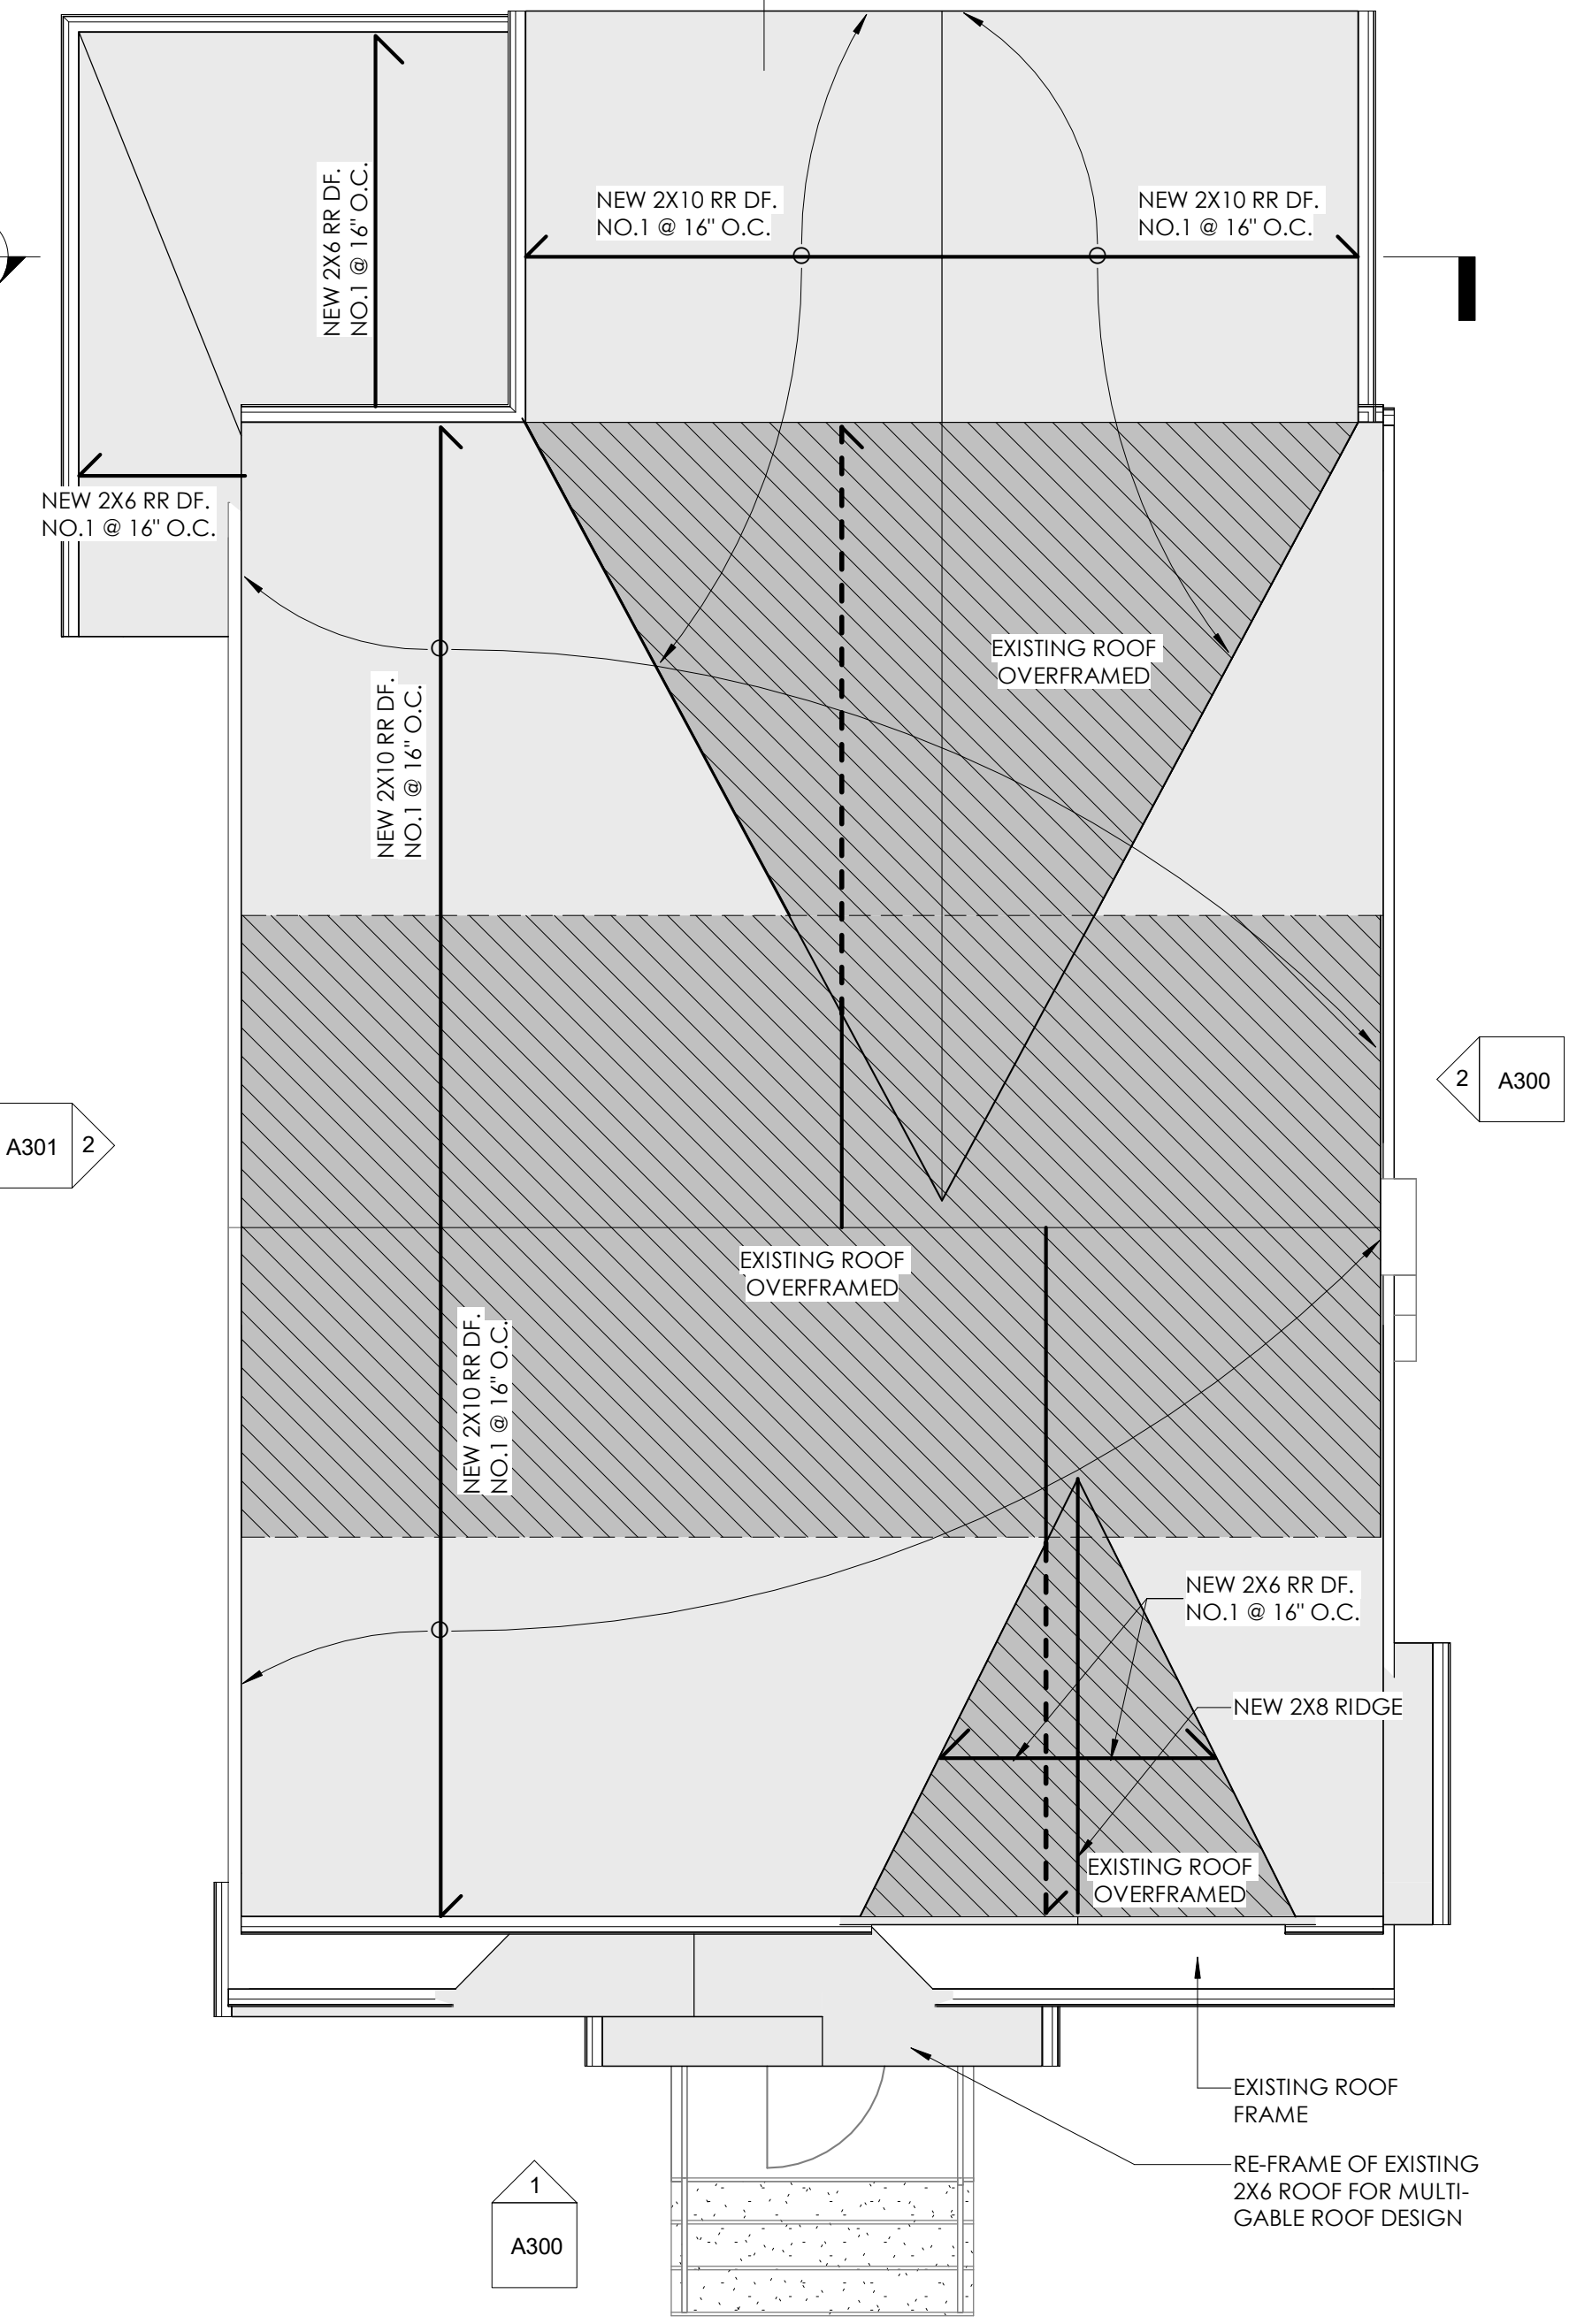 NEW 2X6 RR DF.
NO.1 @ 16" O.C.
NEW 2X10 RR DF.
NO.1 @ 16" O.C.
NEW 2X10 RR DF.
NO.1 @ 16" O.C.
NEW 2X6 RR DF.
NO.1 @ 16" O.C.
NEW 2X10 RR DF.
NO.1 @ 16" O.C.
EXISTING ROOF
OVERFRAMED
2
A300
A301
2
EXISTING ROOF
OVERFRAMED
NEW 2X10 RR DF.
NO.1 @ 16" O.C.
NEW 2X6 RR DF.
NO.1 @ 16" O.C.
NEW 2X8 RIDGE
EXISTING ROOF
OVERFRAMED
EXISTING ROOF
FRAME
RE-FRAME OF EXISTING
2X6 ROOF FOR MULTI-
GABLE ROOF DESIGN
1
A300